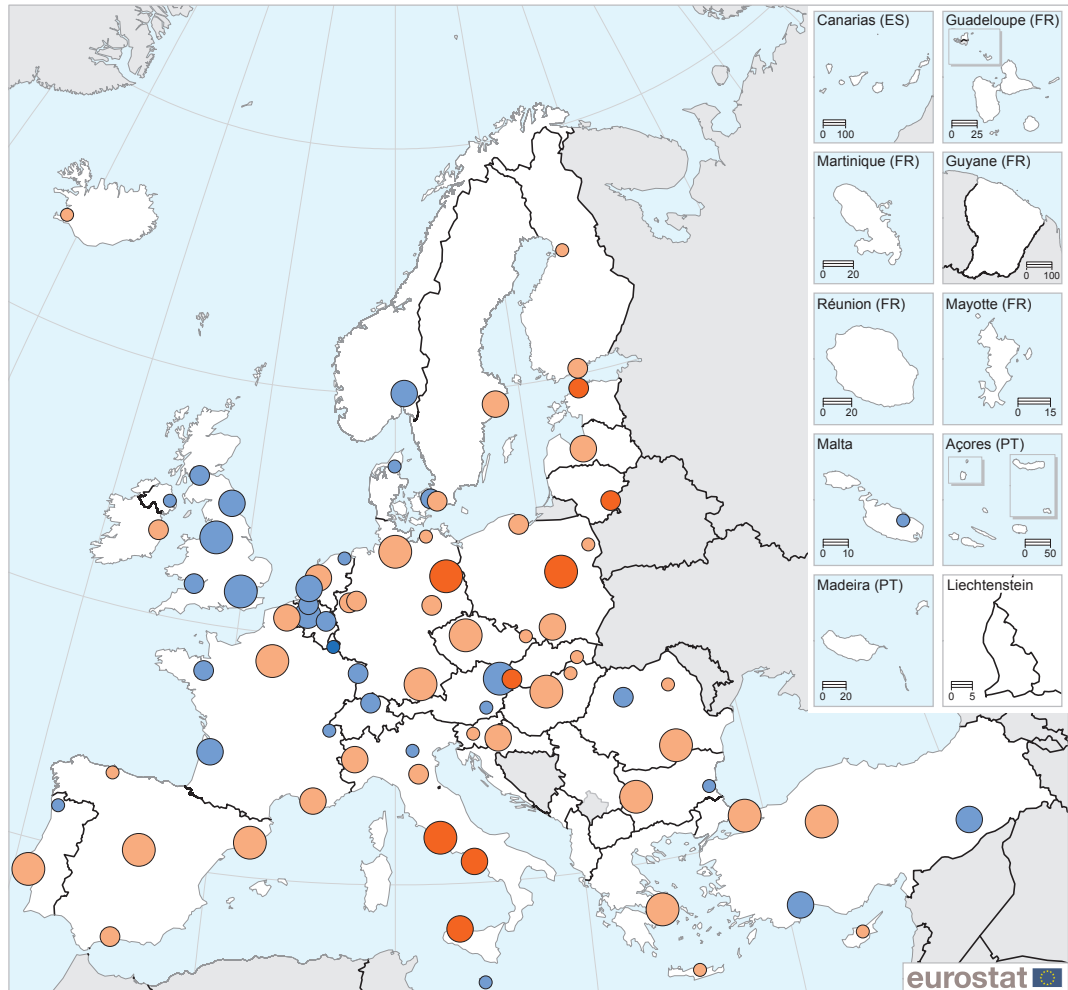 Canarias (ES)
0 100
Guadeloupe (FR)
0 25
Martinique (FR)
0 20
Guyane (FR)
0 100
Réunion (FR)
0 20
Mayotte (FR)
0 15
Malta
0 10
Açores (PT)
0 50
Madeira (PT)
0 20
Liechtenstein
0 5
eurostat